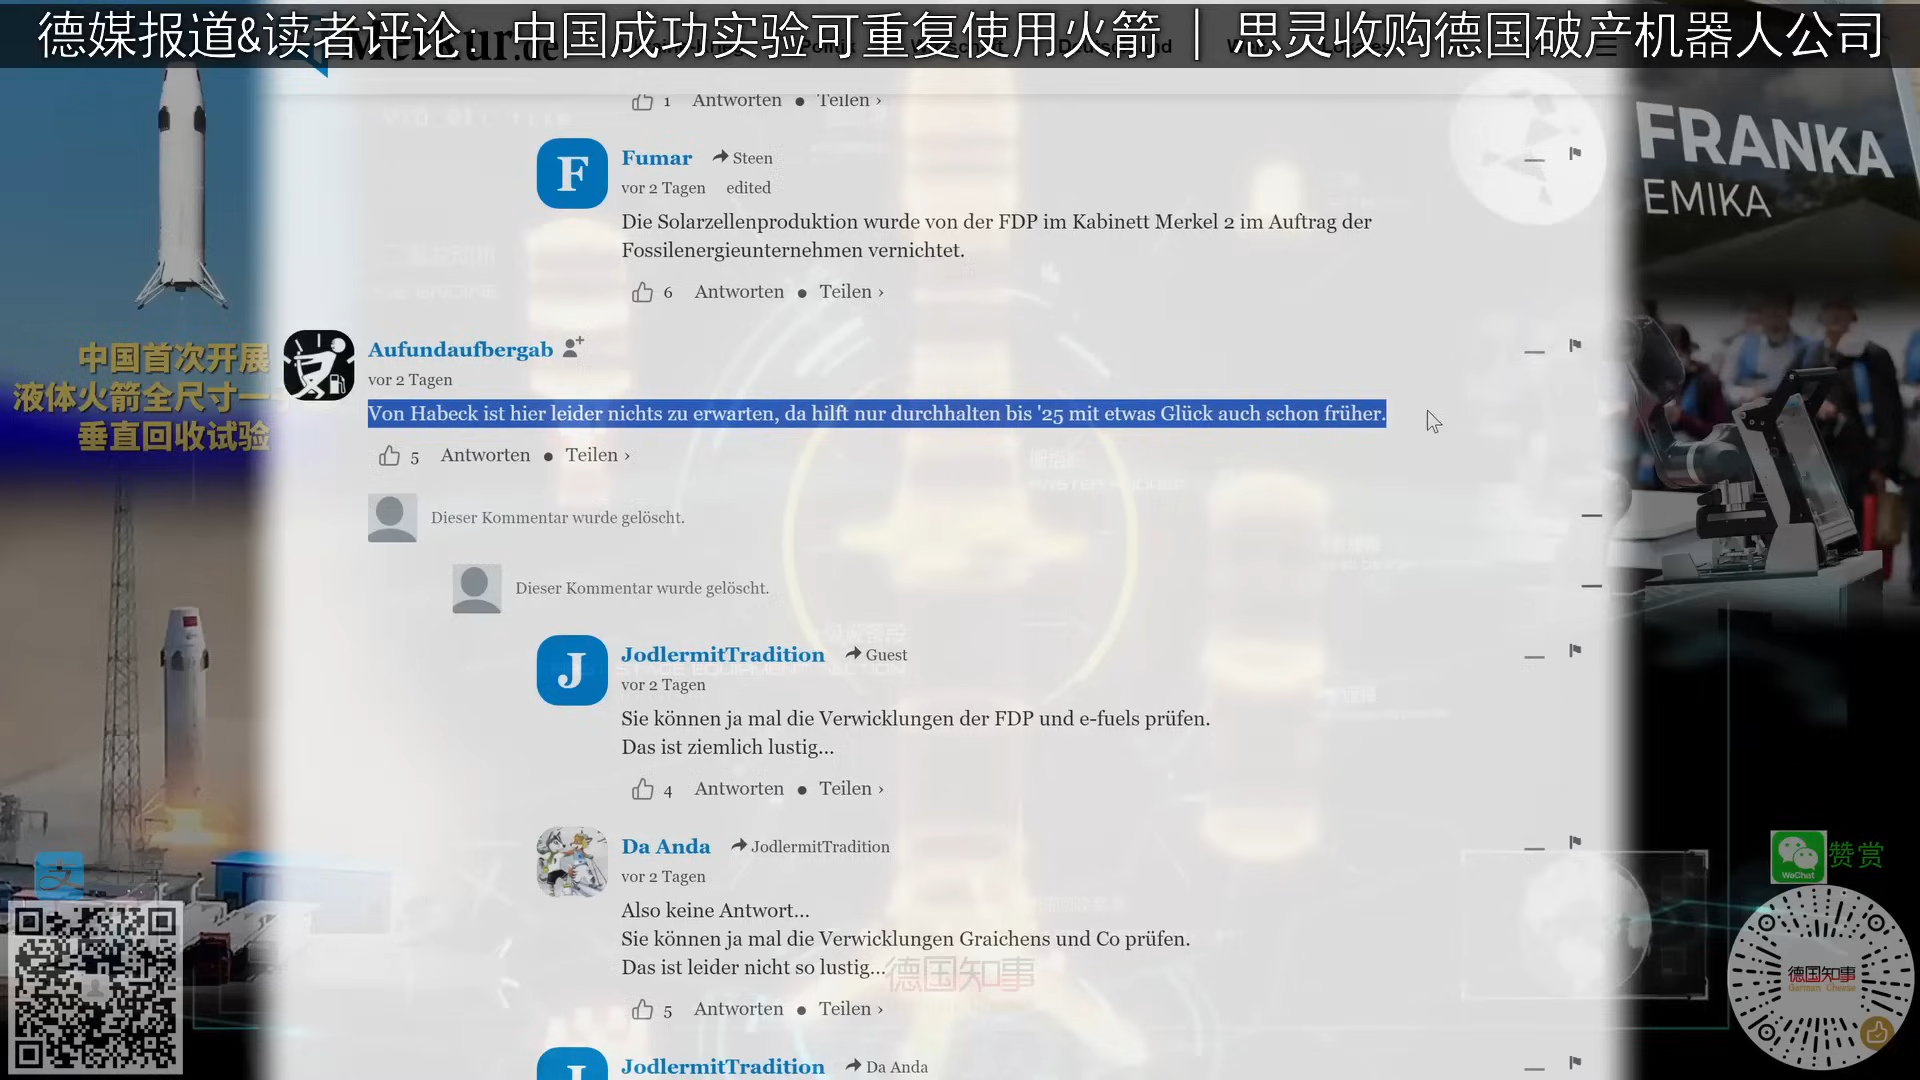 德媒报道&读者评论：中国成功实验可重复使用火箭 ｜ 思灵收购德国破产机器人公司
Merkur.de
1 Antworten ● Teilen ›
FRANKA
EMIKA
Fumar Steen
vor 2 Tagen edited
Die Solarzellenproduktion wurde von der FDP im Kabinett Merkel 2 im Auftrag der
Fossilenergieunternehmen vernichtet.
6 Antworten ● Teilen ›
中国首次开展
液体火箭全尺寸一
垂直回收试验
Aufundaufbergab
vor 2 Tagen
Von Habeck ist hier leider nichts zu erwarten, da hilft nur durchhalten bis '25 mit etwas Glück auch schon früher.
5 Antworten ● Teilen ›
Dieser Kommentar wurde gelöscht.
Dieser Kommentar wurde gelöscht.
JodlermitTradition Guest
vor 2 Tagen
Sie können ja mal die Verwicklungen der FDP und e-fuels prüfen.
Das ist ziemlich lustig...
4 Antworten ● Teilen ›
Da Anda JodlermitTradition
vor 2 Tagen
Also keine Antwort...
Sie können ja mal die Verwicklungen Graichens und Co prüfen.
Das ist leider nicht so lustig...
德国知事
5 Antworten ● Teilen ›
JodlermitTradition Da Anda
WeChat
赞赏
德国知事
German Cheese